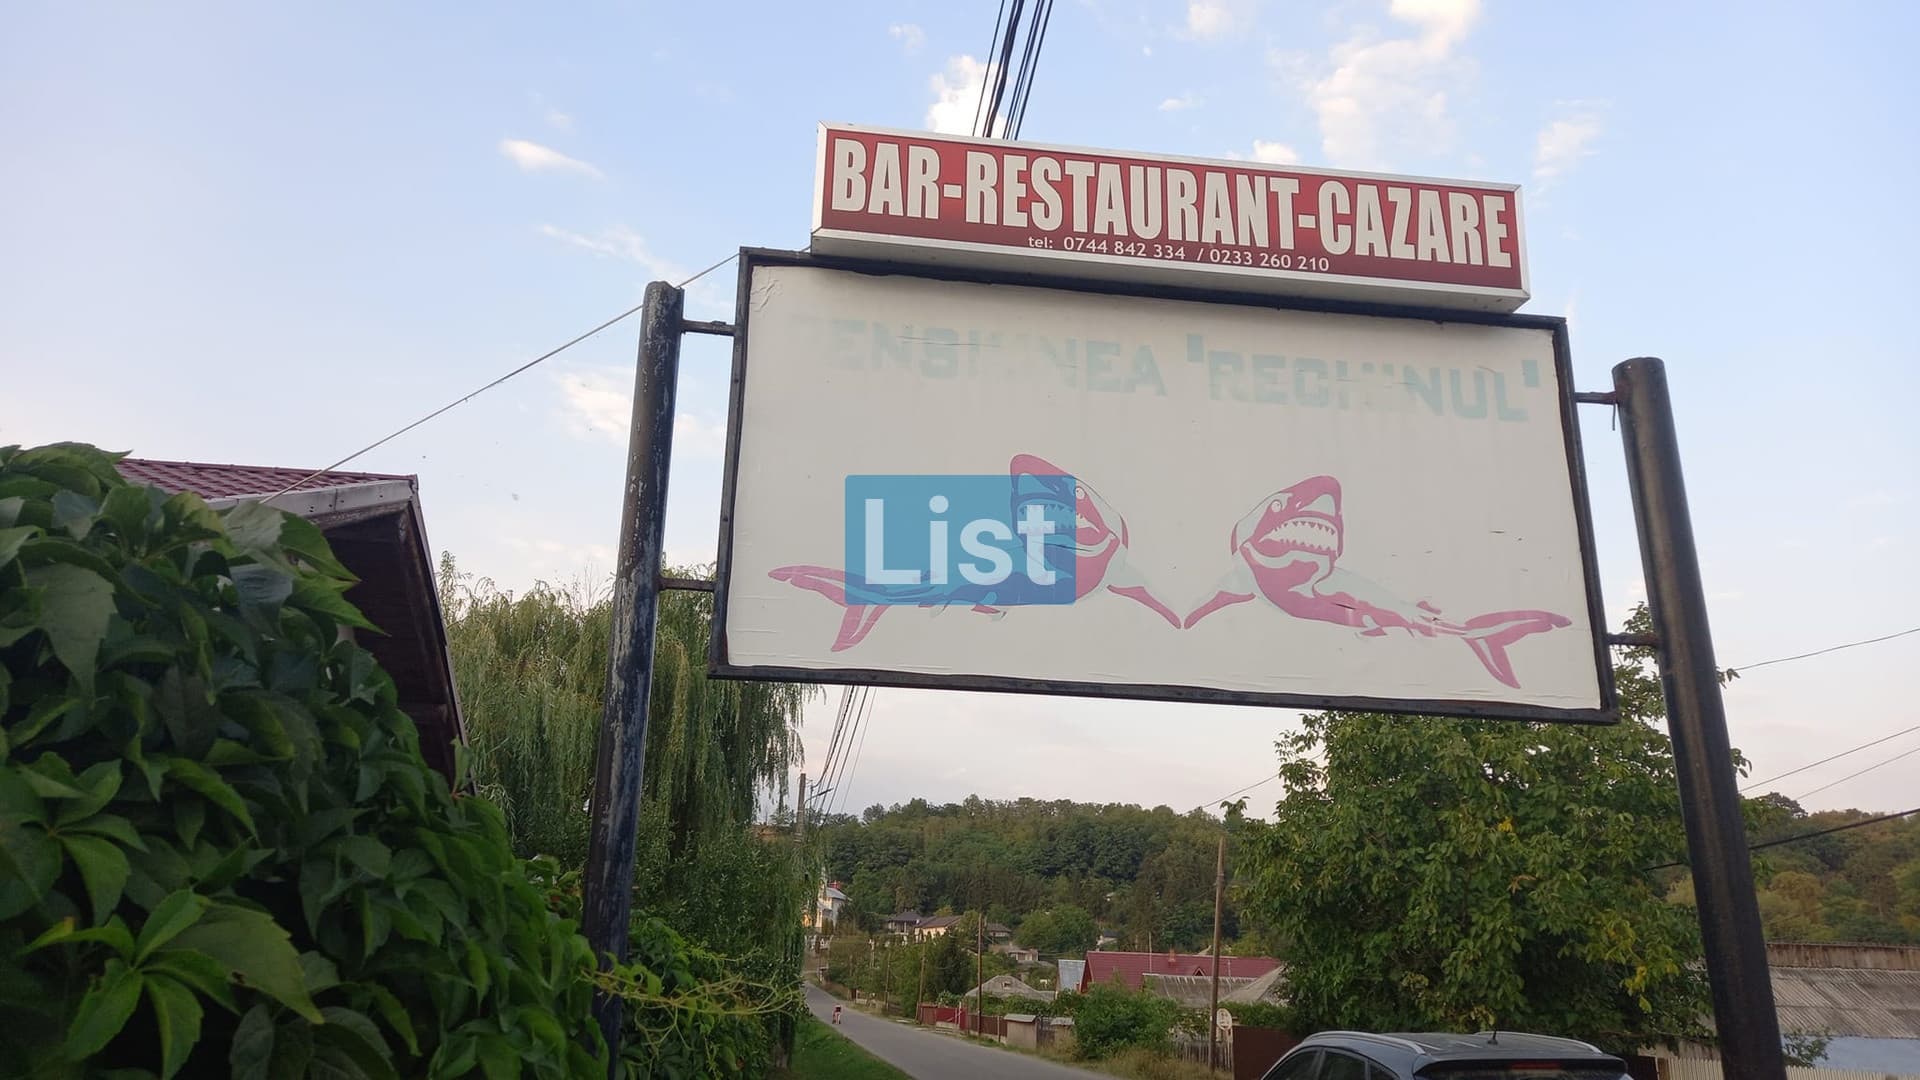 BAR-RESTAURANT-CAZARE
tel: 0744 842 334 / 0233 260 210
PENSIUNEA "RECHINUL"
List